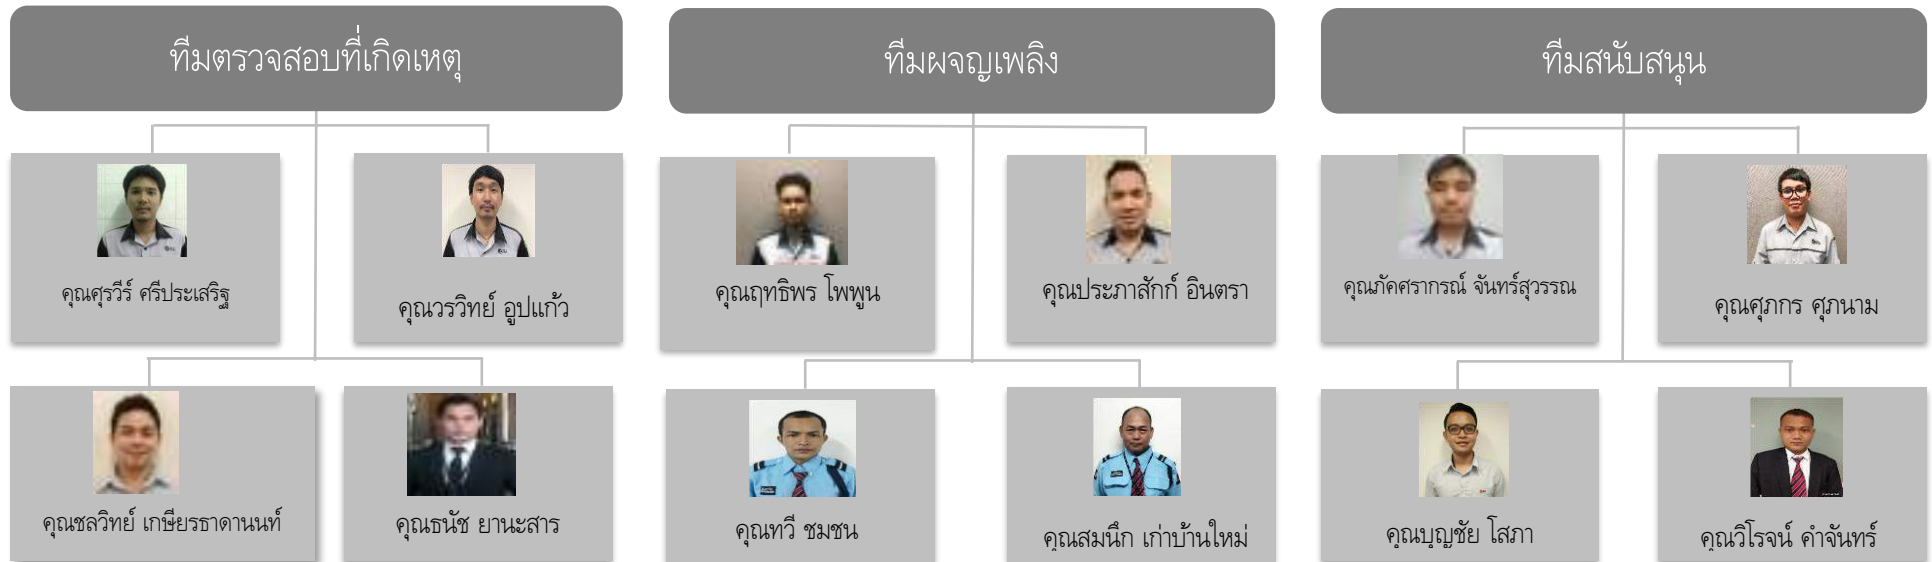 ทีมตรวจสอบที่เกิดเหตุ
ทีมผจญเพลิง
ทีมสนับสนุน
คุณศุรวีร์ ศรีประเสริฐ
คุณวรวิทย์ อูปแก้ว
คุณฤทธิพร โพพูน
คุณประภาสักก์ อินตรา
คุณภัคศรากรณ์ จันทร์สุวรรณ
คุณศุภกร ศุภนาม
คุณชลวิทย์ เกษียรธาดานนท์
คุณธนัช ยานะสาร
คุณทวี ชมชน
คุณสมนึก เก่าบ้านใหม่
คุณบุญชัย โสภา
คุณวิโรจน์ คำจันทร์